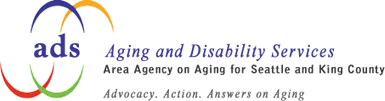 ads
Aging and Disability Services
Area Agency on Aging for Seattle and King County
Advocacy. Action. Answers on Aging